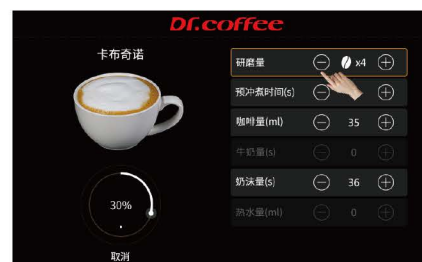 Dr.coffee
卡布奇诺
30%
取消
研磨量 x4
预冲煮时间(s)
咖啡量(ml) 35
牛奶量(s) 0
奶沫量(s) 36
热水量(ml) 0